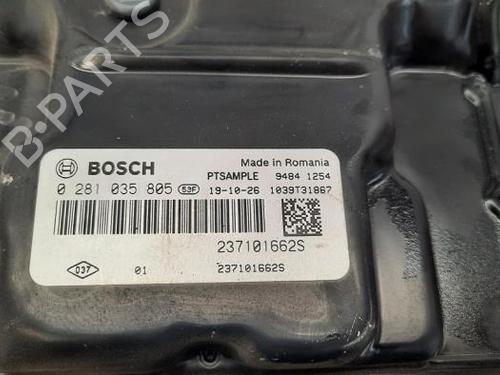 B-PARTS
BOSCH
Made in Romania
PTSAMPLE 9484 1254
0 281 035 805 53F 19-10-26 1039T31867
237101662S
037 01 237101662S